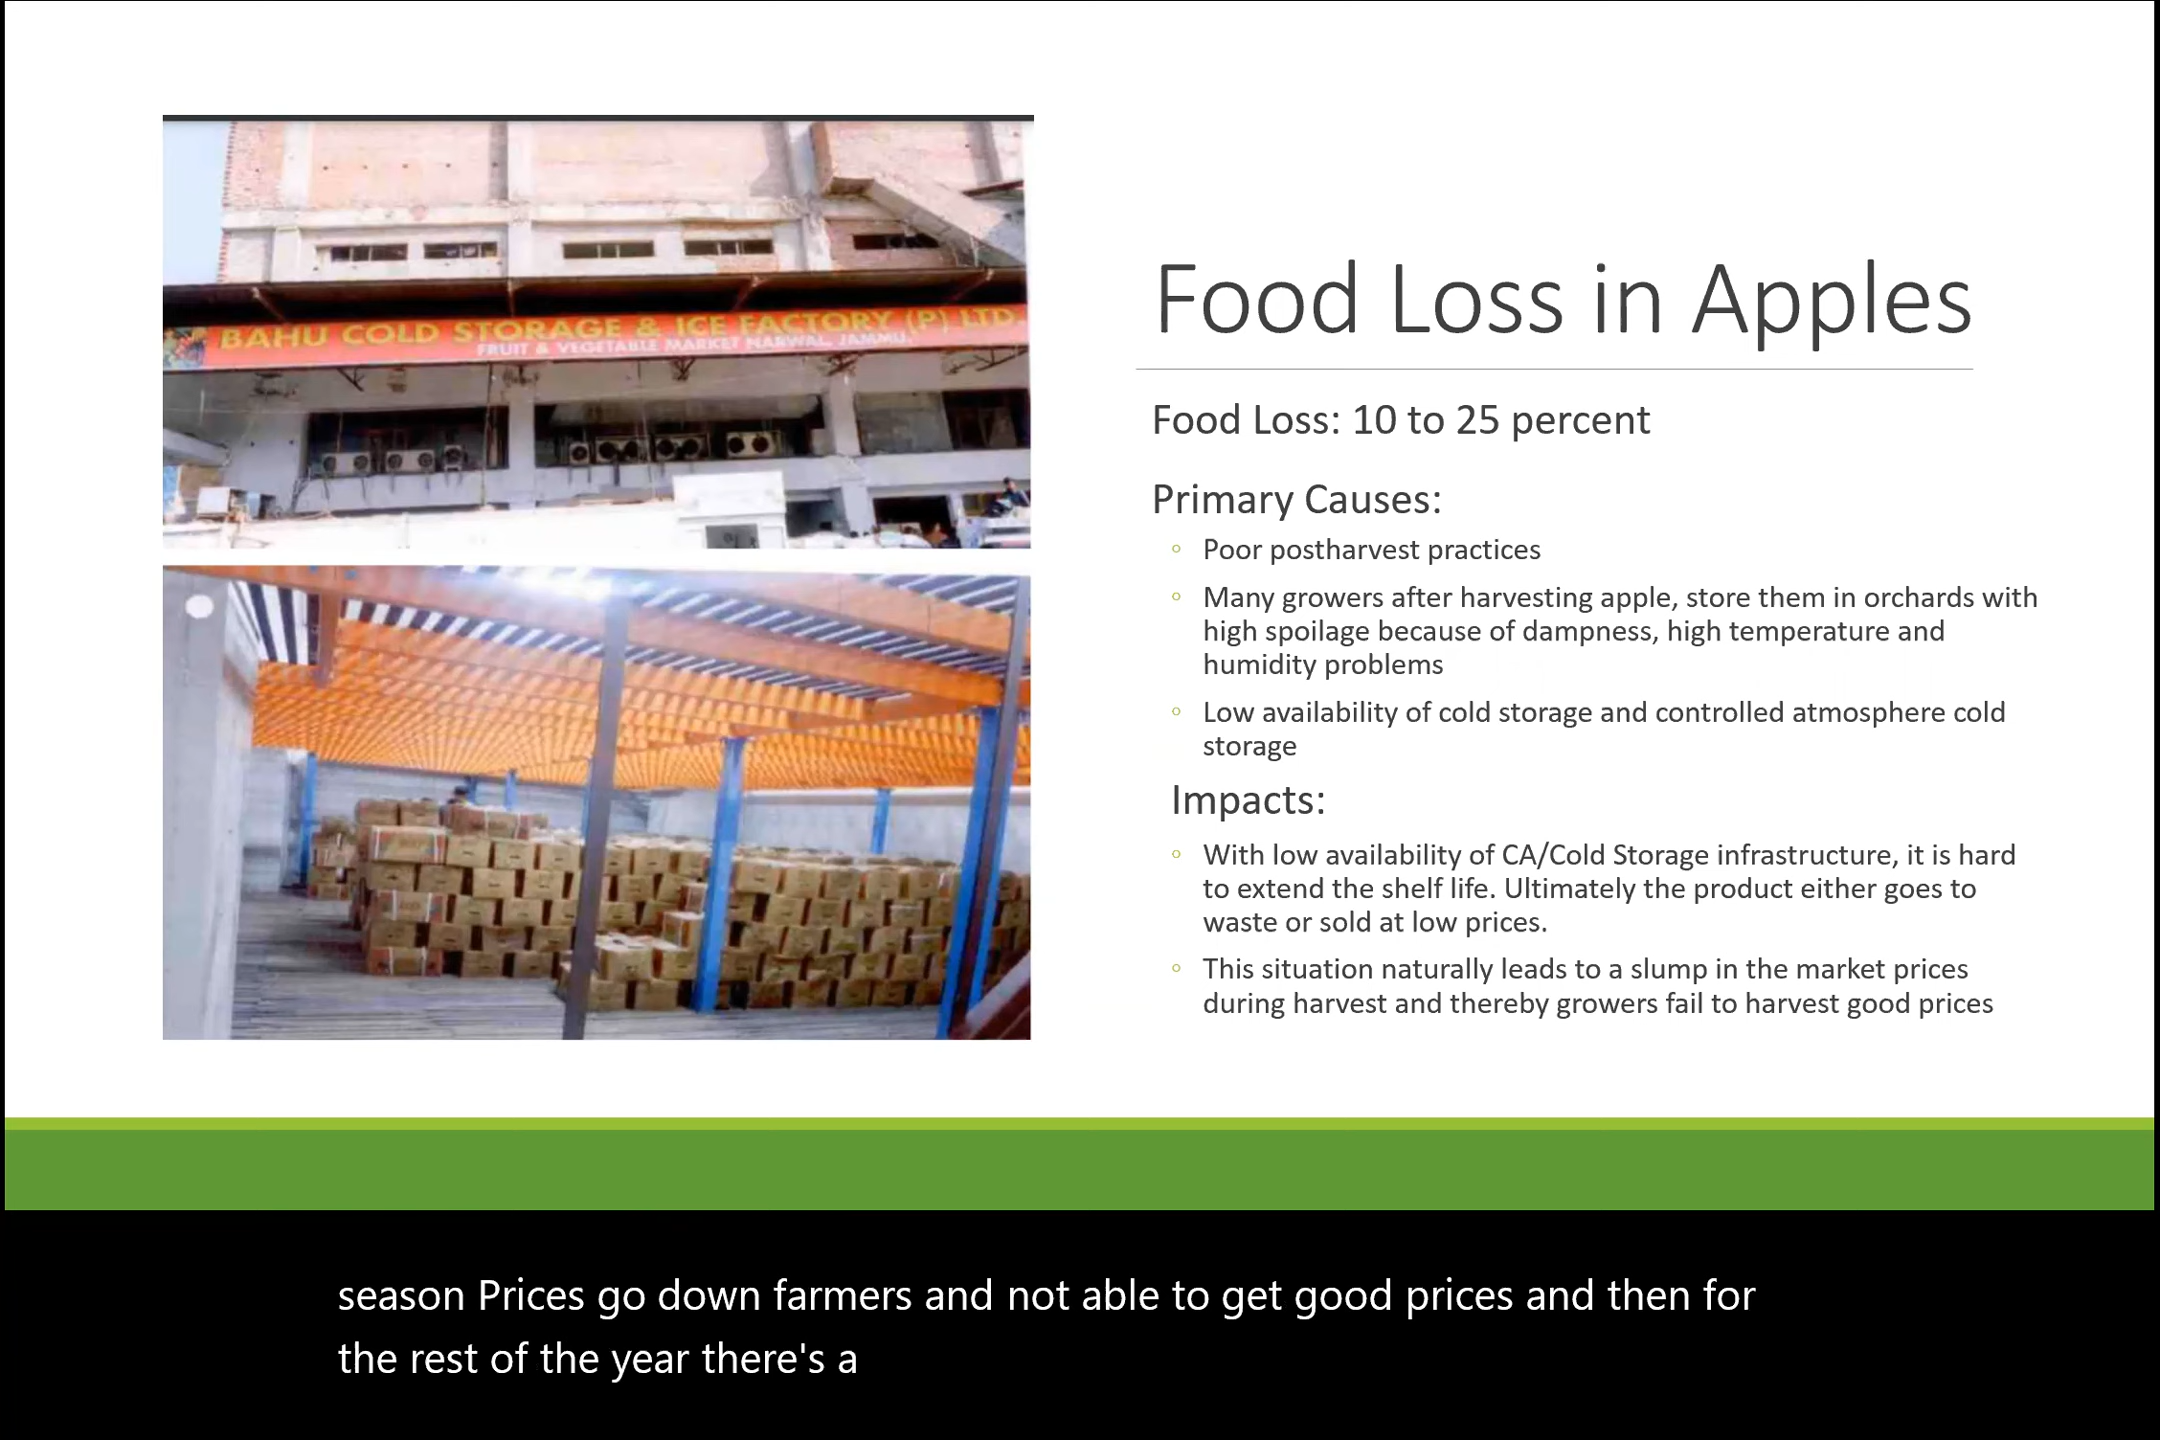 BAHU COLD STORAGE & ICE FACTORY (P) LTD
FRUIT & VEGETABLE MARKET NARWAL, JAMMU.
Food Loss in Apples
Food Loss: 10 to 25 percent
Primary Causes:
◦ Poor postharvest practices
◦ Many growers after harvesting apple, store them in orchards with
high spoilage because of dampness, high temperature and
humidity problems
◦ Low availability of cold storage and controlled atmosphere cold
storage
Impacts:
◦ With low availability of CA/Cold Storage infrastructure, it is hard
to extend the shelf life. Ultimately the product either goes to
waste or sold at low prices.
◦ This situation naturally leads to a slump in the market prices
during harvest and thereby growers fail to harvest good prices
season Prices go down farmers and not able to get good prices and then for
the rest of the year there's a